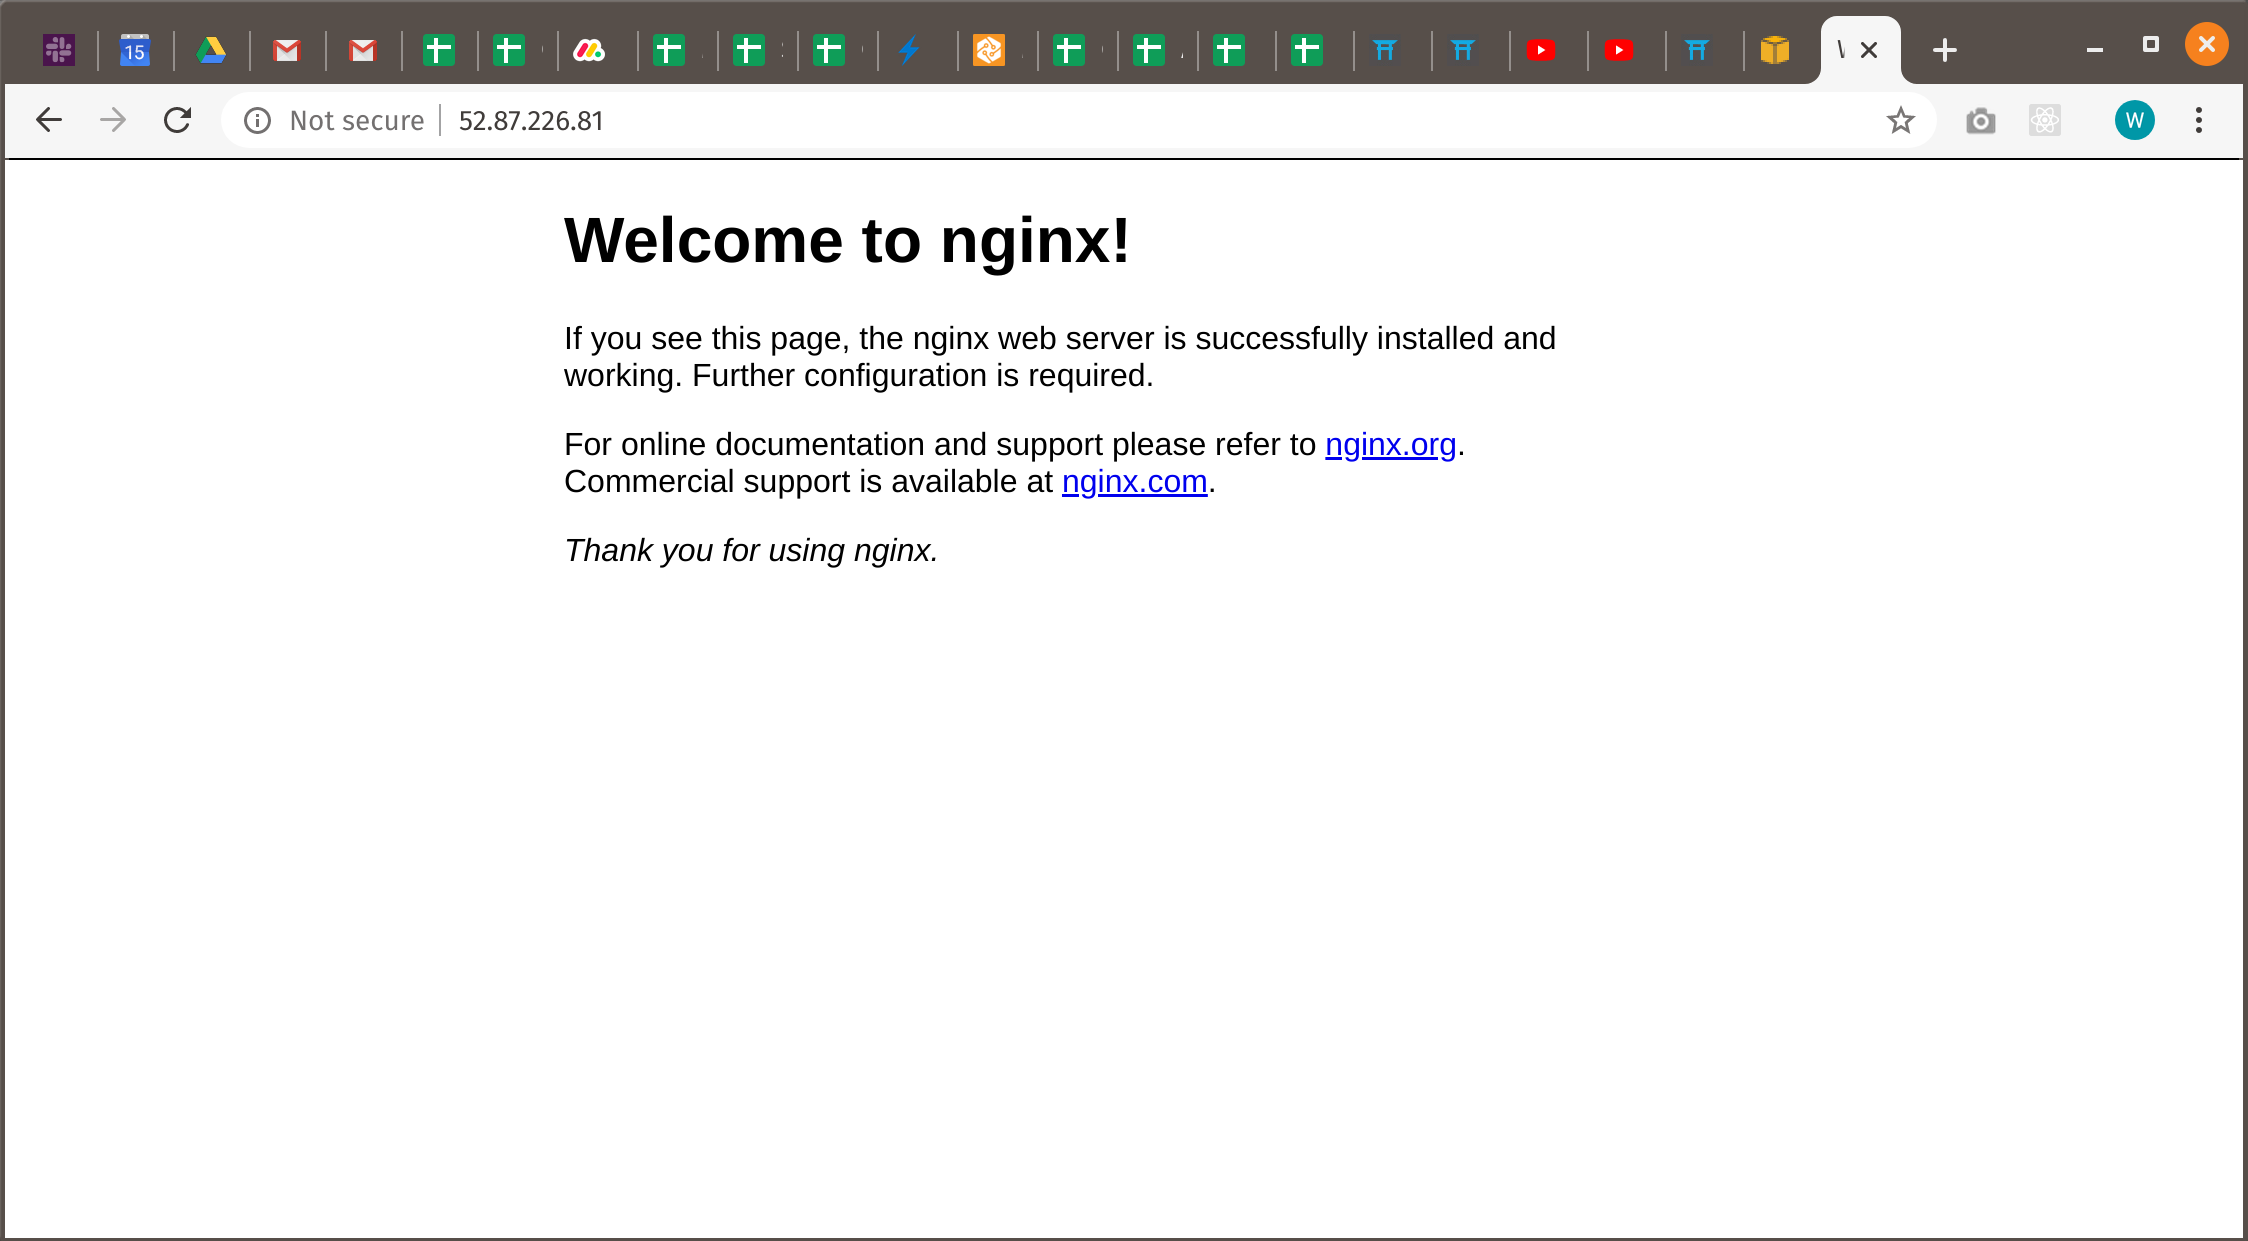 15
Not secure
52.87.226.81
W
Welcome to nginx!
If you see this page, the nginx web server is successfully installed and
working. Further configuration is required.
For online documentation and support please refer to nginx.org.
Commercial support is available at nginx.com.
Thank you for using nginx.